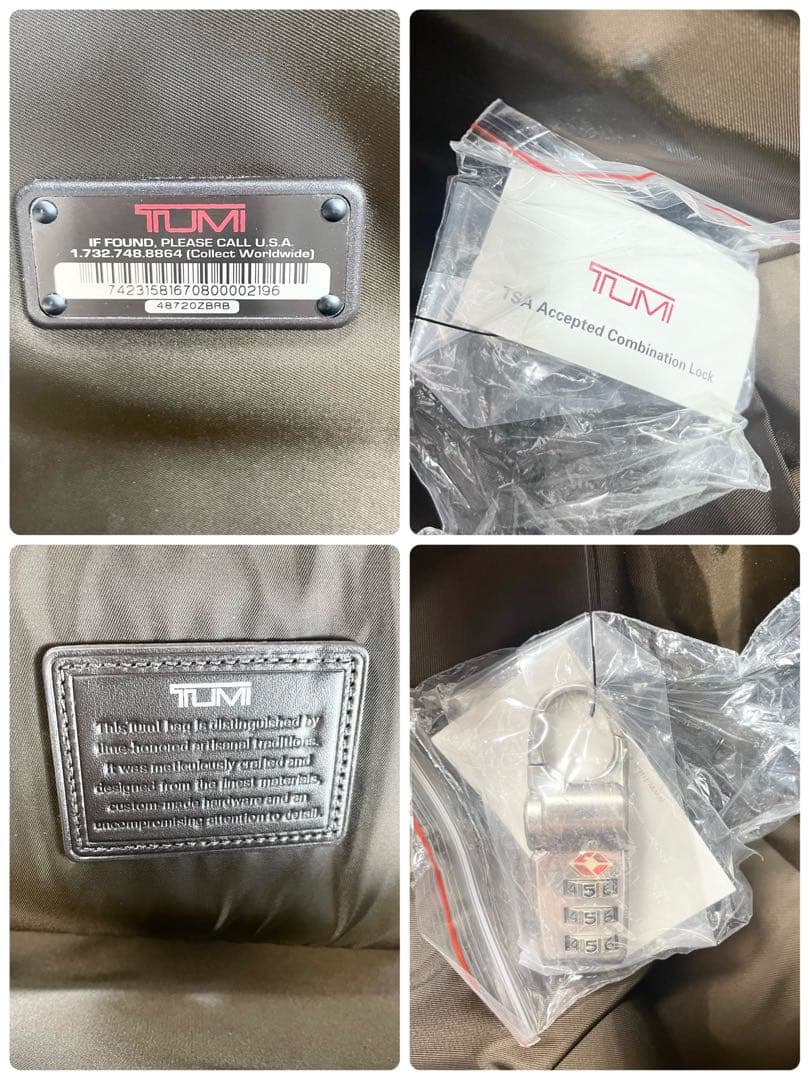 TUMI
IF FOUND, PLEASE CALL U.S.A.
1.732.748.8864 (Collect Worldwide)
74231581670800002196
48720ZBRB
TUMI
TSA Accepted Combination Lock
TUMI
This Tumi bag is distinguished by
time-honored artisanal traditions.
It was meticulously crafted and
designed from the finest materials,
custom-made hardware and an
uncompromising attention to detail.
456
456
456